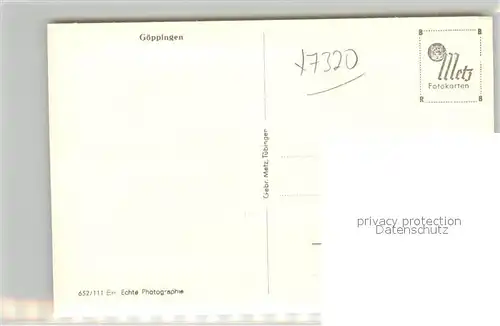 Göppingen
x7320
B B
Metz
Fotokarten
R B
Gebr. Metz, Tübingen
privacy protection
Datenschutz
652/111 Echte Photographie